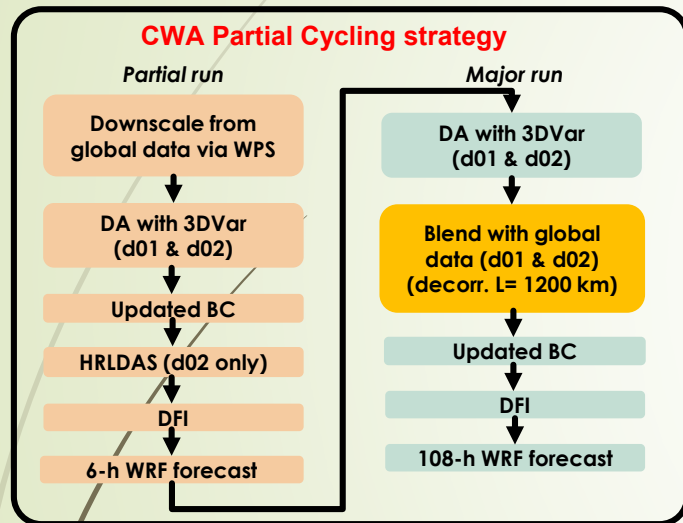 CWA Partial Cycling strategy
Partial run
Downscale from
global data via WPS
DA with 3DVar
(d01 & d02)
Updated BC
HRLDAS (d02 only)
DFI
6-h WRF forecast
Major run
DA with 3DVar
(d01 & d02)
Blend with global
data (d01 & d02)
(decorr. L= 1200 km)
Updated BC
DFI
108-h WRF forecast